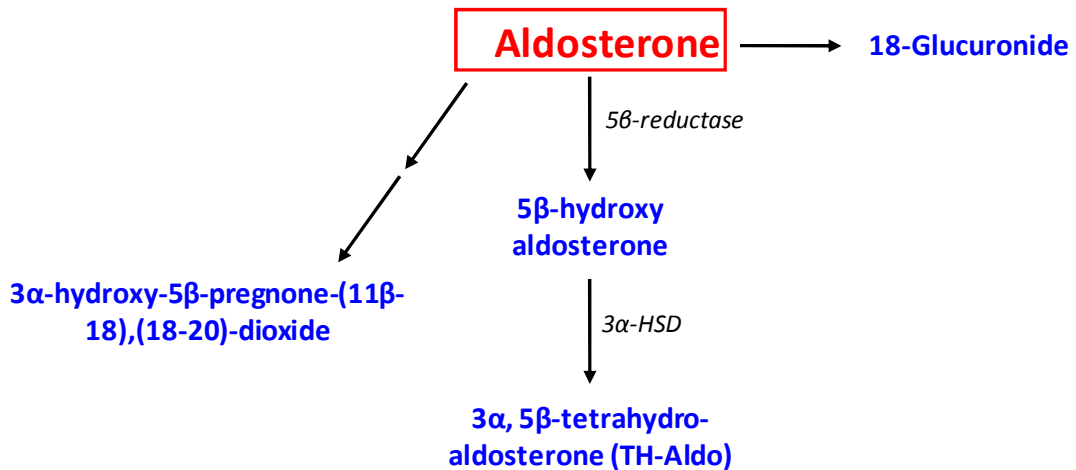 Aldosterone
18-Glucuronide
5β-reductase
5β-hydroxy
aldosterone
3α-hydroxy-5β-pregnone-(11β-
18),(18-20)-dioxide
3α-HSD
3α, 5β-tetrahydro-
aldosterone (TH-Aldo)